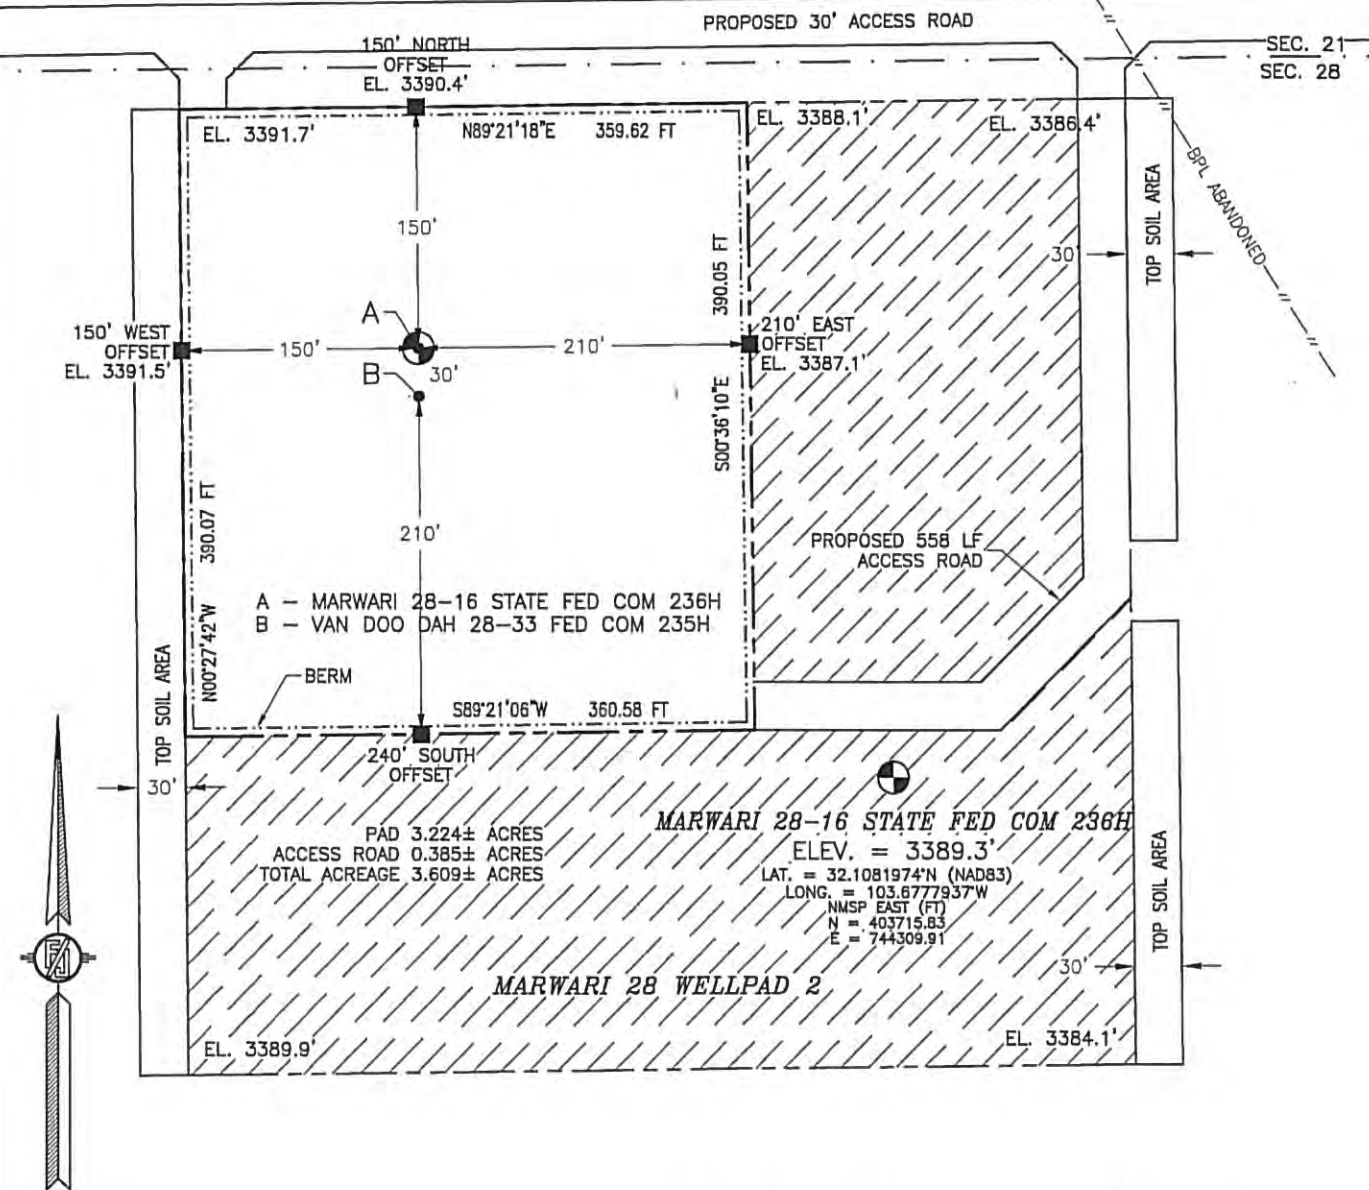 PROPOSED 30' ACCESS ROAD
SEC. 21
SEC. 28
150' NORTH
OFFSET
EL. 3390.4'
EL. 3391.7'
N89°21'18"E 359.62 FT
EL. 3388.1'
EL. 3386.4'
BPL ABANDONED
TOP SOIL AREA
30'
150'
390.05 FT
A
150' WEST
OFFSET
EL. 3391.5'
150'
210'
210' EAST
OFFSET
EL. 3387.1'
B
30'
S00°36'10"E
390.07 FT
210'
PROPOSED 558 LF
ACCESS ROAD
A – MARWARI 28–16 STATE FED COM 236H
B – VAN DOO DAH 28–33 FED COM 235H
N00°27'42"W
BERM
TOP SOIL AREA
S89°21'06"W 360.58 FT
240' SOUTH
OFFSET
30'
PAD 3.224± ACRES
ACCESS ROAD 0.385± ACRES
TOTAL ACREAGE 3.609± ACRES
MARWARI 28-16 STATE FED COM 236H
ELEV. = 3389.3'
LAT. = 32.1081974°N (NAD83)
LONG. = 103.6777937°W
NMSP EAST (FT)
N = 403715.83
E = 744309.91
TOP SOIL AREA
30'
MARWARI 28 WELLPAD 2
EL. 3389.9'
EL. 3384.1'